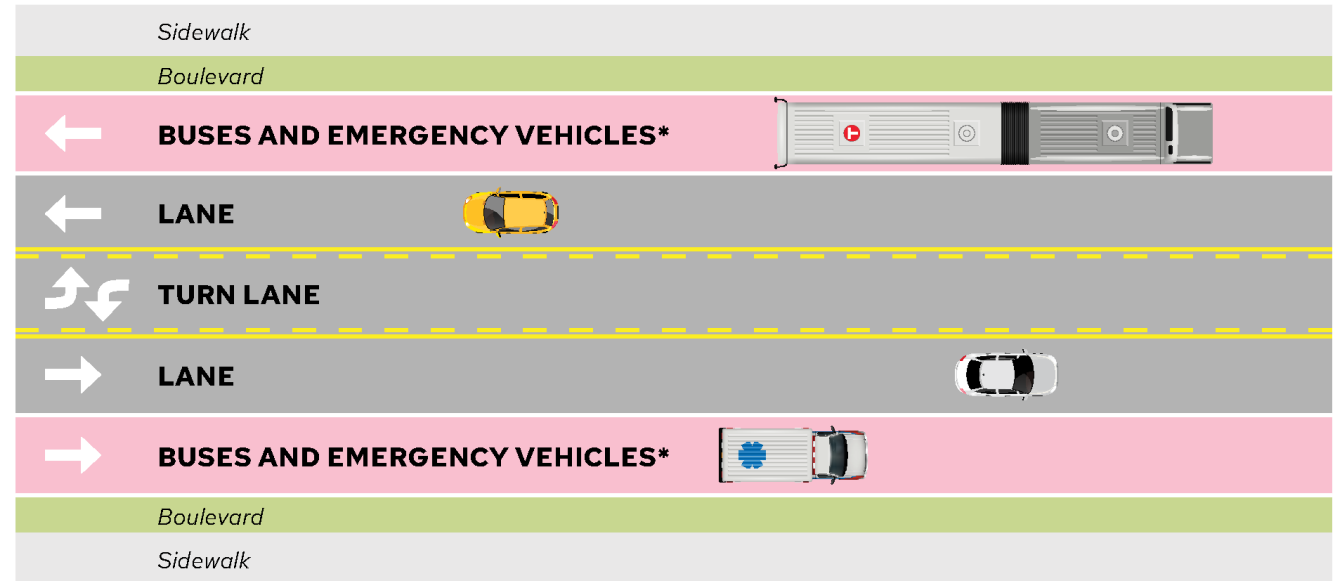 Sidewalk
Boulevard
BUSES AND EMERGENCY VEHICLES*
LANE
TURN LANE
LANE
BUSES AND EMERGENCY VEHICLES*
Boulevard
Sidewalk